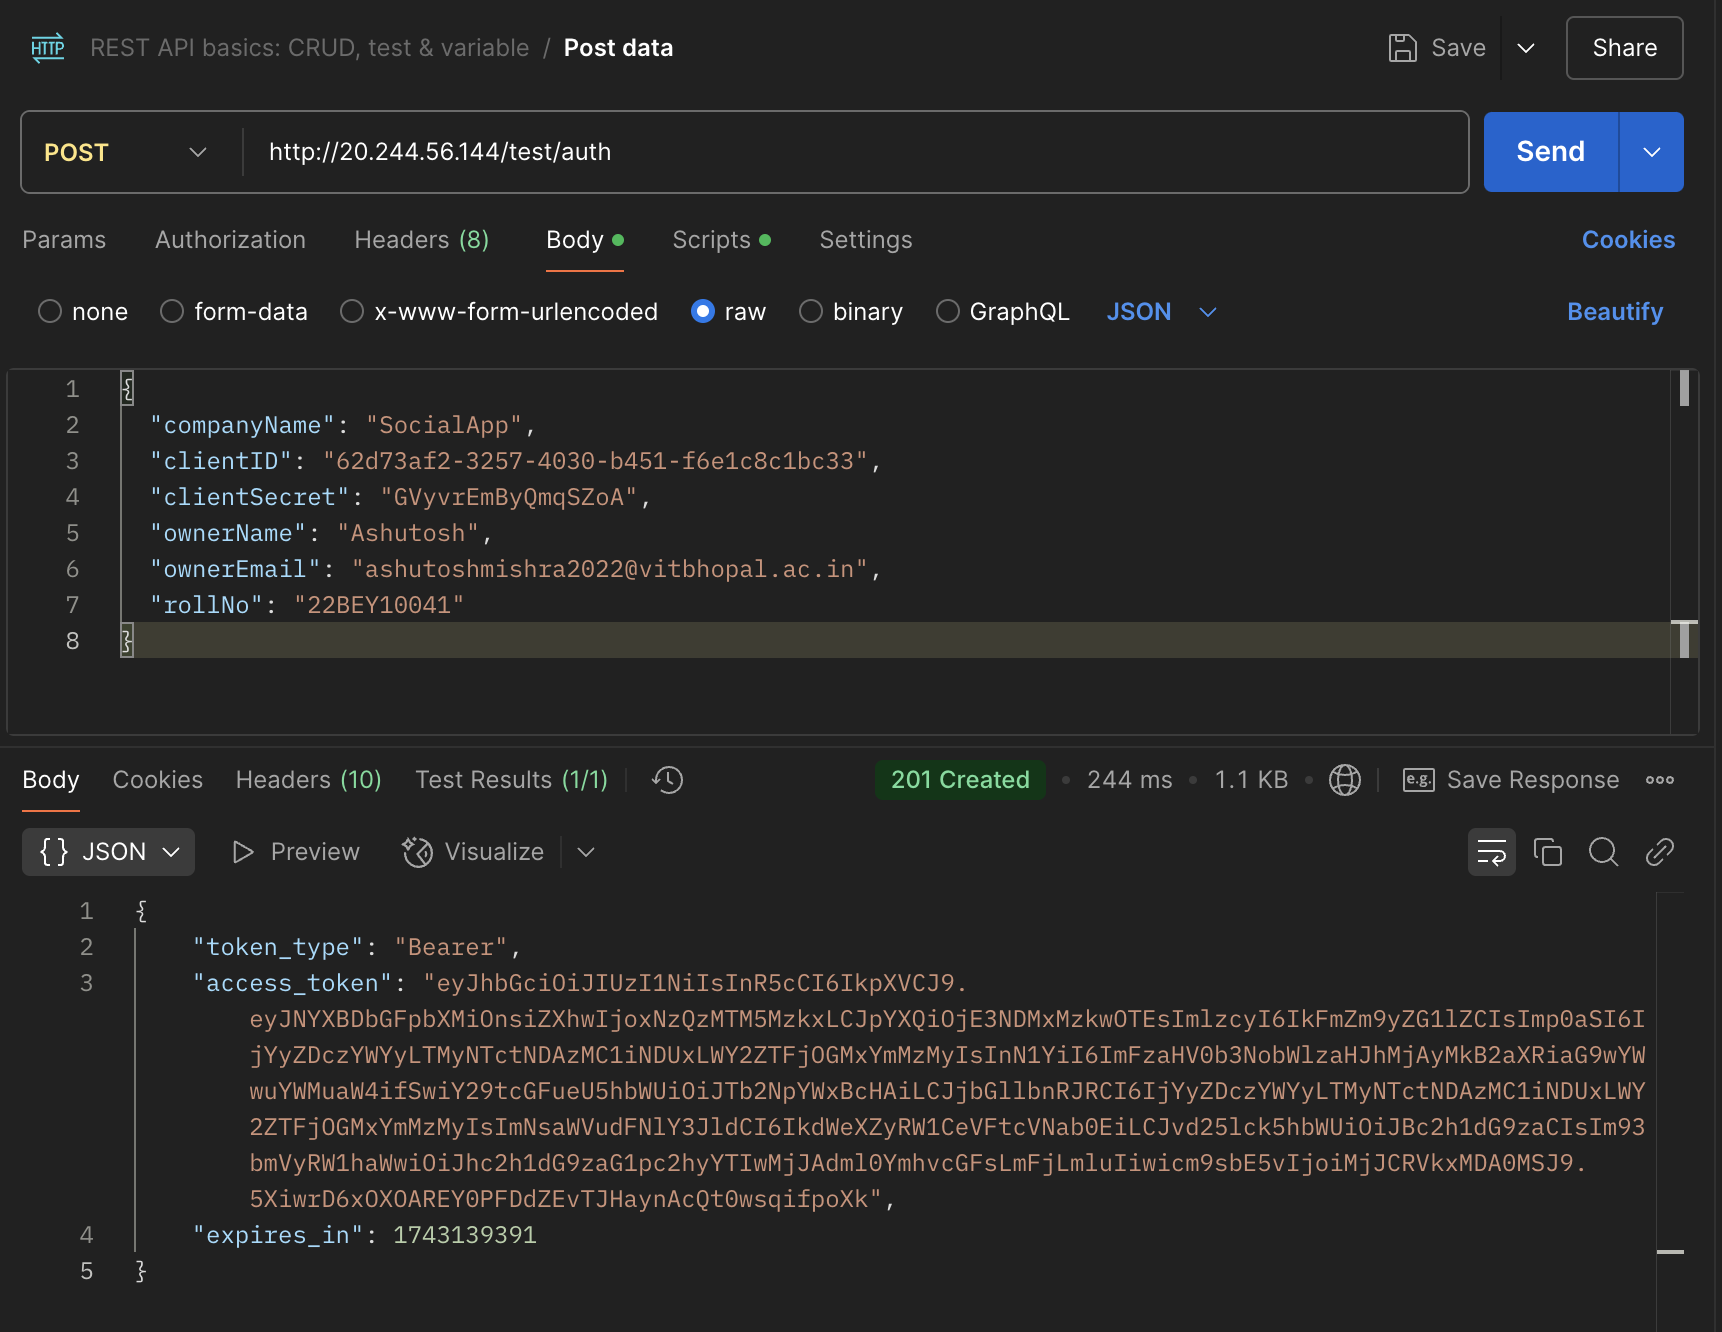 HTTP REST API basics: CRUD, test & variable / Post data Save Share
POST http://20.244.56.144/test/auth Send
Params Authorization Headers (8) Body Scripts Settings Cookies
none form-data x-www-form-urlencoded raw binary GraphQL JSON Beautify
1 {
2 "companyName": "SocialApp",
3 "clientID": "62d73af2-3257-4030-b451-f6e1c8c1bc33",
4 "clientSecret": "GVyvrEmByQmqSZoA",
5 "ownerName": "Ashutosh",
6 "ownerEmail": "ashutoshmishra2022@vitbhopal.ac.in",
7 "rollNo": "22BEY10041"
8 }
Body Cookies Headers (10) Test Results (1/1) 201 Created • 244 ms • 1.1 KB • e.g. Save Response
{} JSON Preview Visualize
1 {
2 "token_type": "Bearer",
3 "access_token": "eyJhbGciOiJIUzI1NiIsInR5cCI6IkpXVCJ9.
eyJNYXBDbGFpbXMiOnsiZXhwIjoxNzQzMTM5MzkxLCJpYXQiOjE3NDMxMzkwOTEsImlzcyI6IkFmZm9yZG1lZCIsImp0aSI6I
jYyZDczYWYyLTMyNTctNDAzMC1iNDUxLWY2ZTFjOGMxYmMzMyIsInN1YiI6ImFzaHV0b3NobWlzaHJhMjAyMkB2aXRiaG9wYW
wuYWMuaW4ifSwiY29tcGFueU5hbWUiOiJTb2NpYWxBcHAiLCJjbGllbnRJRCI6IjYyZDczYWYyLTMyNTctNDAzMC1iNDUxLWY
2ZTFjOGMxYmMzMyIsImNsaWVudFNlY3JldCI6IkdWeXZyRW1CeVFtcVNab0EiLCJvd25lck5hbWUiOiJBc2h1dG9zaCIsIm93
bmVyRW1haWwiOiJhc2h1dG9zaG1pc2hyYTIwMjJAdml0YmhvcGFsLmFjLmluIiwicm9sbE5vIjoiMjJCRVkxMDA0MSJ9.
5XiwrD6xOXOAREY0PFDdZEvTJHaynAcQt0wsqifpoXk",
4 "expires_in": 1743139391
5 }